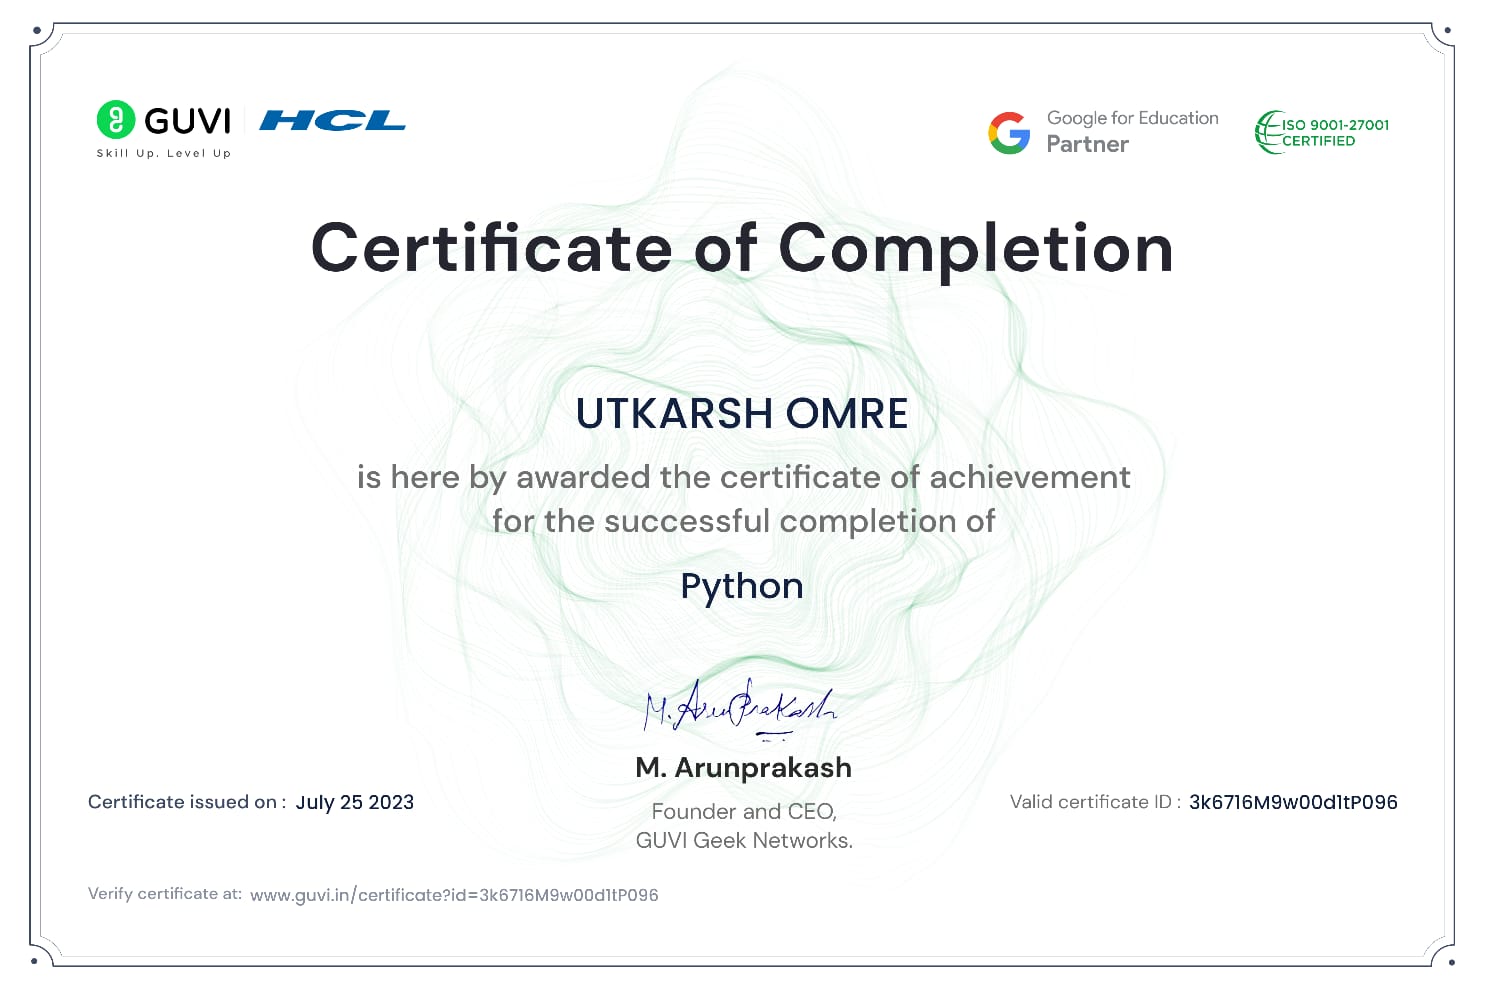 GUVI HCL
Skill Up. Level Up
Google for Education
Partner
ISO 9001-27001
CERTIFIED
Certificate of Completion
UTKARSH OMRE
is here by awarded the certificate of achievement
for the successful completion of
Python
M. ArunPrakash
M. Arunprakash
Founder and CEO,
GUVI Geek Networks.
Certificate issued on : July 25 2023
Valid certificate ID : 3k6716M9w00d1tP096
Verify certificate at: www.guvi.in/certificate?id=3k6716M9w00d1tP096